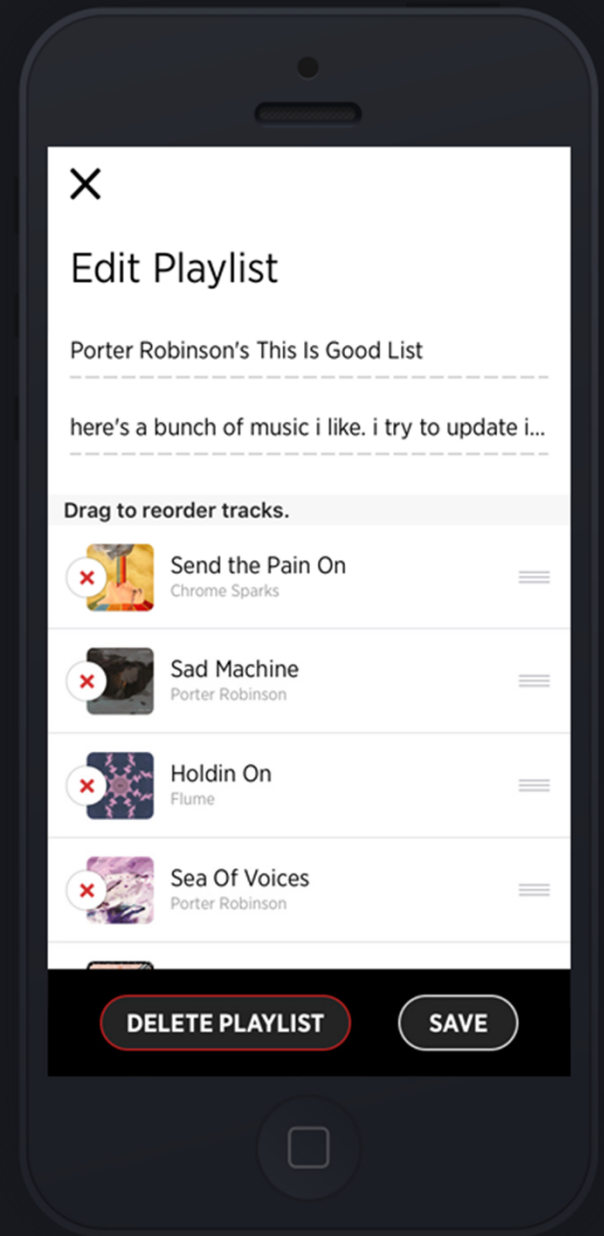 Edit Playlist
Porter Robinson's This Is Good List
here's a bunch of music i like. i try to update i...
Drag to reorder tracks.
Send the Pain On
Chrome Sparks
Sad Machine
Porter Robinson
Holdin On
Flume
Sea Of Voices
Porter Robinson
DELETE PLAYLIST
SAVE